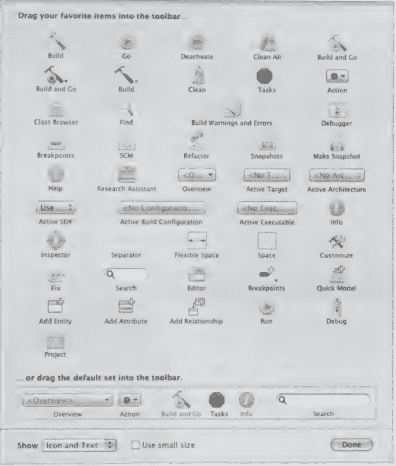 Drag your favorite items into the toolbar...
Build Go Deactivate Clean All Build and Go
Build and Go Build Clean Tasks Action
Class Browser Find Build Warnings and Errors Debugger
Breakpoints SCM Refactor Snapshots Make Snapshot
<O... <No T... <No Arc...
Help Research Assistant Overview Active Target Active Architecture
Use ... <No Configuration... <No Exec...
Active SDK Active Build Configuration Active Executable Info
Inspector Separator Flexible Space Space Customize
Fix Search Editor Breakpoints Quick Model
Add Entity Add Attribute Add Relationship Run Debug
Project
... or drag the default set into the toolbar.
<Overview>
Overview Action Build and Go Tasks Info Search
Show Icon and Text Use small size Done